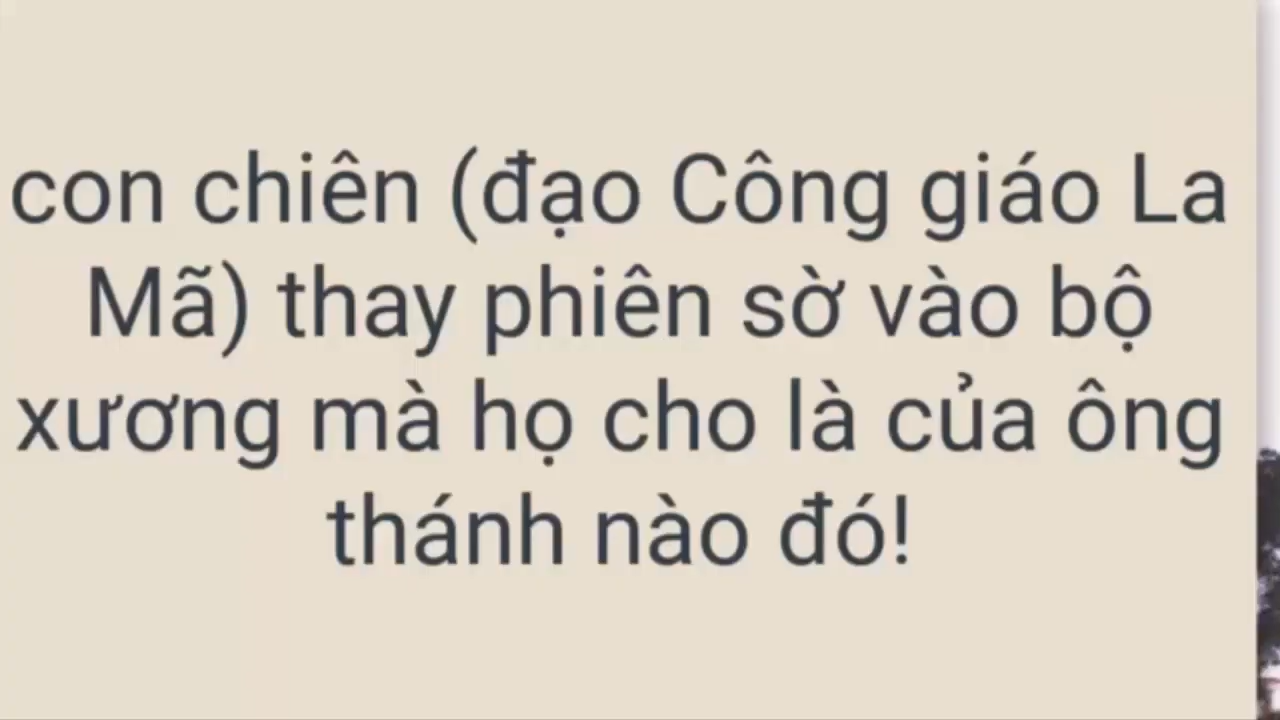 con chiên (đạo Công giáo La
Mã) thay phiên sờ vào bộ
xương mà họ cho là của ông
thánh nào đó!